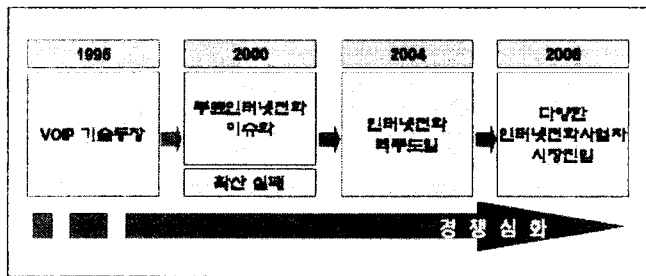 1995
2000
2004
2006
VOIP 기술등장
무료인터넷전화
이슈화
확산 실패
인터넷전화
역무도입
다양한
인터넷전화사업자
시장진입
경쟁심화